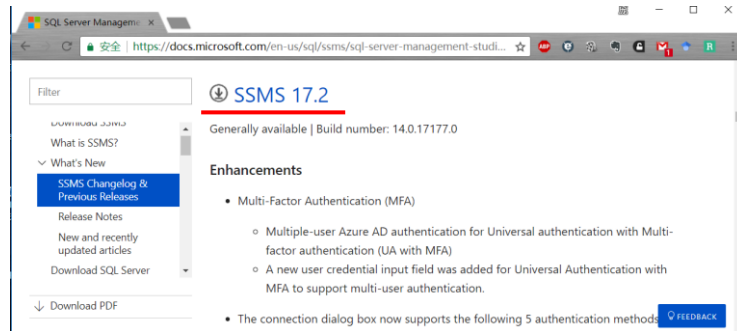 SQL Server Manageme
安全 | https://docs.microsoft.com/en-us/sql/ssms/sql-server-management-studi...
Filter
Download SSMS
What is SSMS?
What's New
SSMS Changelog &
Previous Releases
Release Notes
New and recently
updated articles
Download SQL Server
Download PDF
SSMS 17.2
Generally available | Build number: 14.0.17177.0
Enhancements
• Multi-Factor Authentication (MFA)
Multiple-user Azure AD authentication for Universal authentication with Multi-
factor authentication (UA with MFA)
A new user credential input field was added for Universal Authentication with
MFA to support multi-user authentication.
• The connection dialog box now supports the following 5 authentication methods
FEEDBACK